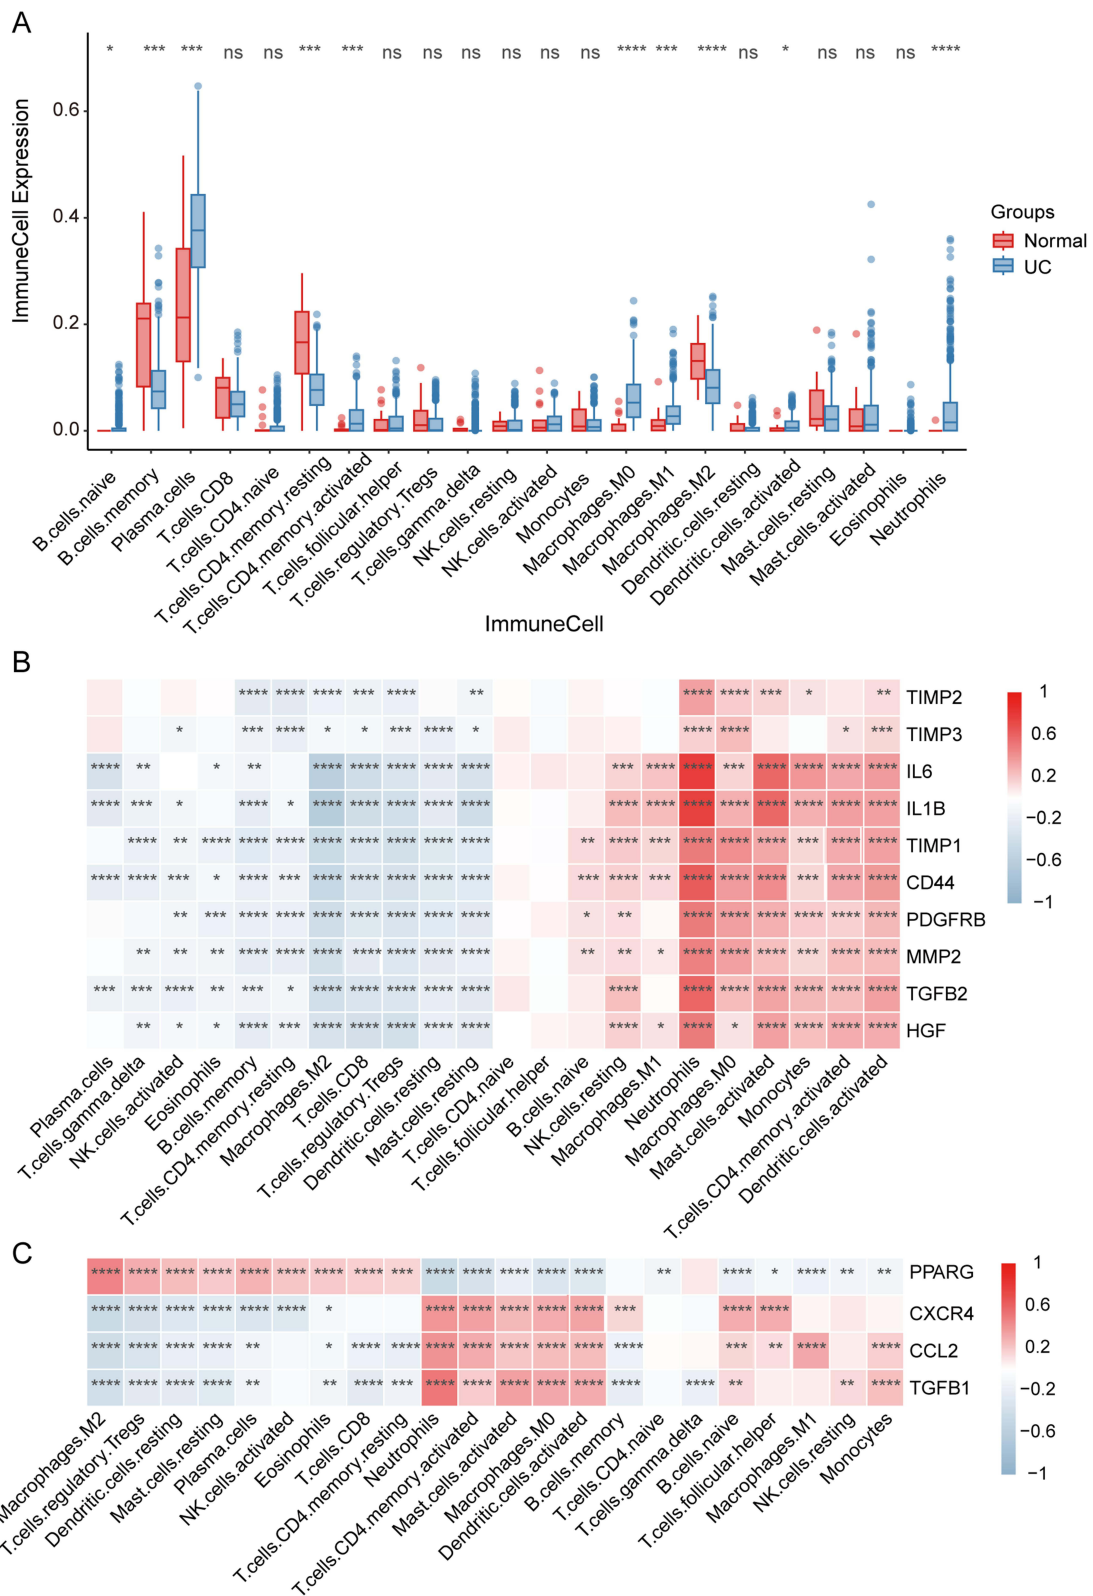 A
* *** *** ns ns *** *** ns ns ns ns ns ns **** *** **** ns * ns ns ns ****
ImmuneCell Expression
0.6
0.4
0.2
0.0
Groups
Normal
UC
B.cells.naive
B.cells.memory
Plasma.cells
T.cells.CD8
T.cells.CD4.naive
T.cells.CD4.memory.resting
T.cells.CD4.memory.activated
T.cells.follicular.helper
T.cells.regulatory.Tregs
T.cells.gamma.delta
NK.cells.resting
NK.cells.activated
Monocytes
Macrophages.M0
Macrophages.M1
Macrophages.M2
Dendritic.cells.resting
Dendritic.cells.activated
Mast.cells.resting
Mast.cells.activated
Eosinophils
Neutrophils
ImmuneCell
B
**** **** **** *** **** ** **** **** *** * ** TIMP2
* *** **** * * *** **** * **** **** * *** TIMP3
**** ** * ** **** **** **** **** **** *** **** **** *** **** **** **** **** IL6
**** *** * **** * **** **** **** **** **** **** **** **** **** **** **** **** **** IL1B
**** ** **** **** **** **** **** **** **** **** ** **** *** **** **** **** *** **** **** TIMP1
**** **** *** * **** *** **** **** **** **** **** *** **** *** **** **** **** *** **** **** CD44
** *** **** **** **** **** **** **** **** * ** **** **** **** **** **** **** PDGFRB
** ** ** **** **** **** **** **** **** **** ** ** * **** **** **** *** **** **** MMP2
*** *** **** ** *** * **** **** **** **** **** **** **** **** **** **** **** **** TGFB2
** * * **** *** **** **** **** **** **** **** * **** * **** **** **** **** HGF
1
0.6
0.2
−0.2
−0.6
−1
Plasma.cells
T.cells.gamma.delta
NK.cells.activated
Eosinophils
B.cells.memory
T.cells.CD4.memory.resting
Macrophages.M2
T.cells.CD8
T.cells.regulatory.Tregs
Dendritic.cells.resting
Mast.cells.resting
T.cells.CD4.naive
T.cells.follicular.helper
B.cells.naive
NK.cells.resting
Macrophages.M1
Neutrophils
Macrophages.M0
Mast.cells.activated
Monocytes
T.cells.CD4.memory.activated
Dendritic.cells.activated
C
**** **** **** **** **** **** **** **** *** **** **** **** **** **** ** **** * **** ** ** PPARG
**** **** **** **** **** **** * **** **** **** **** **** *** **** **** CXCR4
**** **** **** **** ** * **** **** **** **** **** **** **** **** *** ** **** **** CCL2
**** **** **** **** ** ** **** *** **** **** **** **** **** **** **** ** ** **** TGFB1
1
0.6
0.2
−0.2
−0.6
−1
Macrophages.M2
T.cells.regulatory.Tregs
Dendritic.cells.resting
Mast.cells.resting
Plasma.cells
NK.cells.activated
Eosinophils
T.cells.CD8
T.cells.CD4.memory.resting
Neutrophils
T.cells.CD4.memory.activated
Mast.cells.activated
Macrophages.M0
Dendritic.cells.activated
B.cells.memory
T.cells.CD4.naive
T.cells.gamma.delta
B.cells.naive
T.cells.follicular.helper
Macrophages.M1
NK.cells.resting
Monocytes